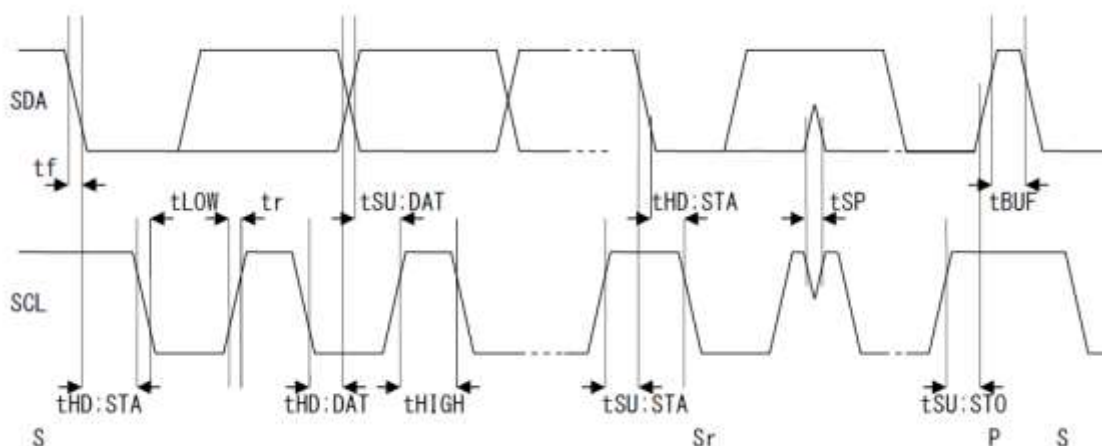 SDA
tf
tLOW tr tSU:DAT tHD:STA tSP tBUF
SCL
tHD:STA tHD:DAT tHIGH tSU:STA tSU:STO
S Sr P S